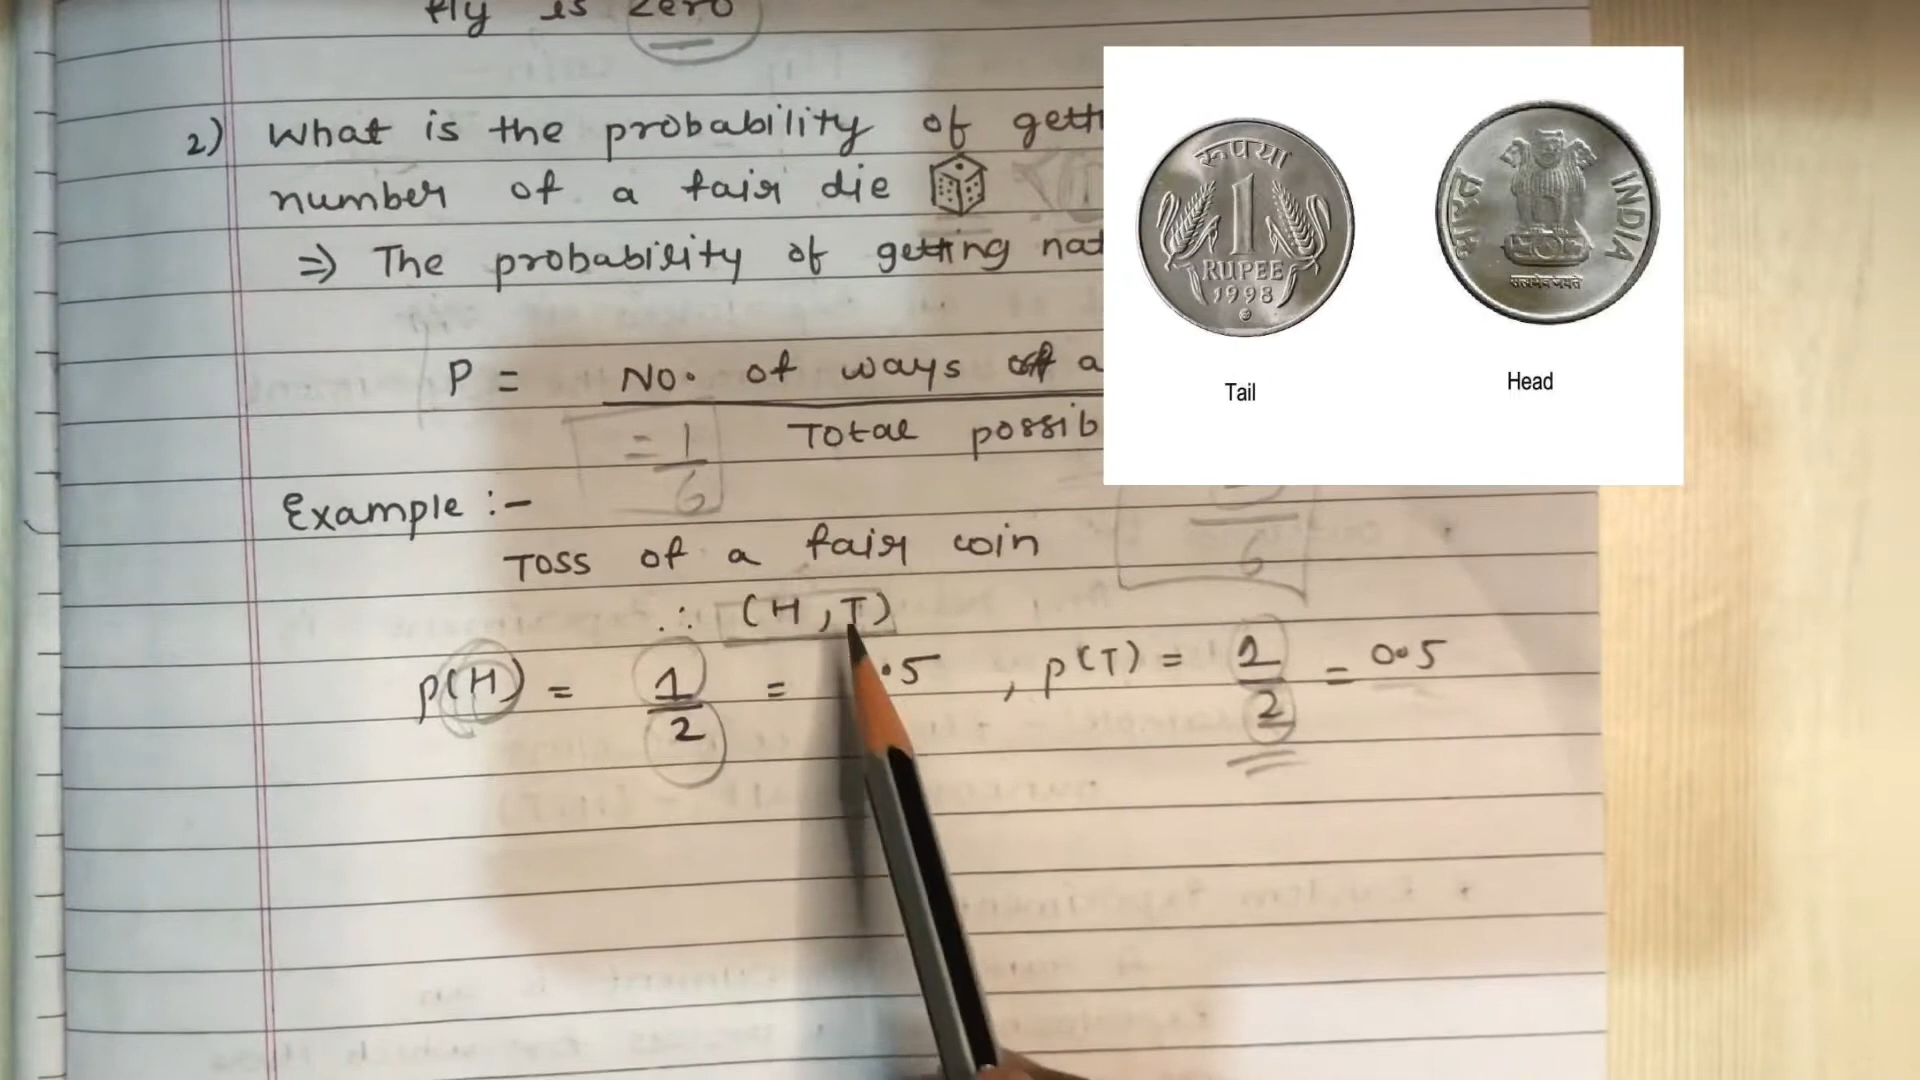 fly is zero
2) What is the probability of gett
number of a fair die
=) The probability of getting nat
P = No. of ways of a
Total possib
= 1
6
6
Example :-
Toss of a fair coin
∴ (H, T)
P(H) = 1/2 = .5 , P(T) = 1/2 = 0.5
रूपया
1
RUPEE
1998
Tail
भारत
INDIA
सत्यमेव जयते
Head